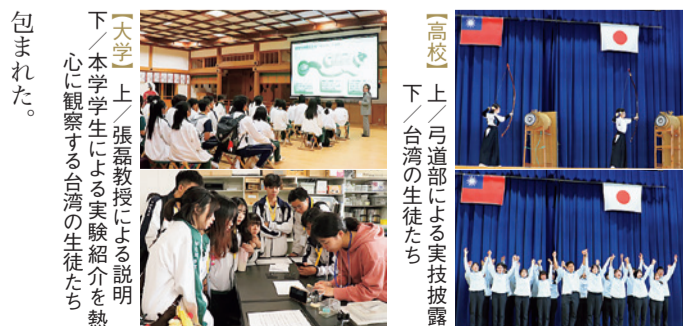 【高校】上／弓道部による実技披露
下／台湾の生徒たち
【大学】上／張磊教授による説明
下／本学学生による実験紹介を熱
心に観察する台湾の生徒たち
包まれた。